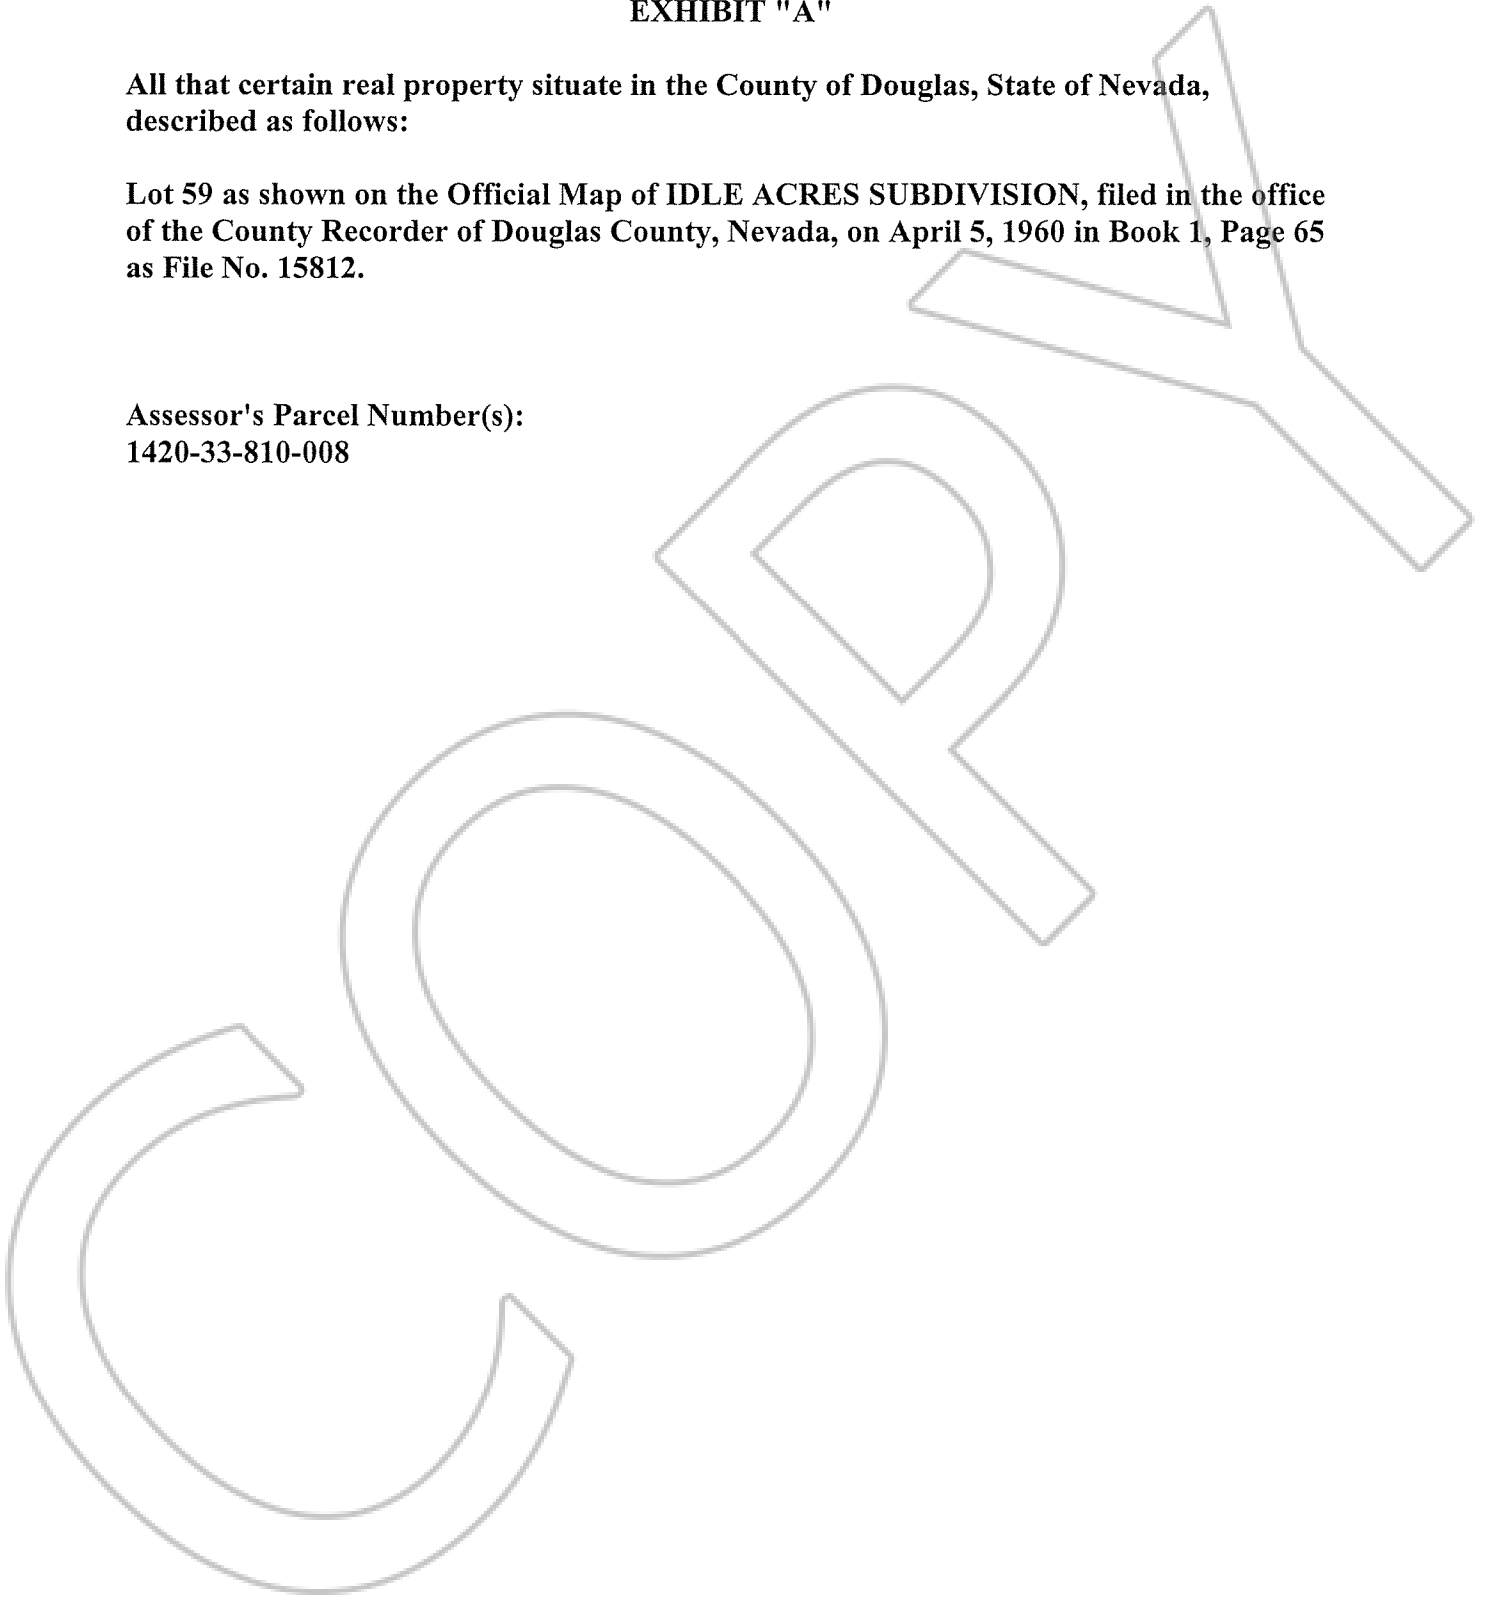 EXHIBIT "A"
All that certain real property situate in the County of Douglas, State of Nevada,
described as follows:
Lot 59 as shown on the Official Map of IDLE ACRES SUBDIVISION, filed in the office
of the County Recorder of Douglas County, Nevada, on April 5, 1960 in Book 1, Page 65
as File No. 15812.
Assessor's Parcel Number(s):
1420-33-810-008
COPY